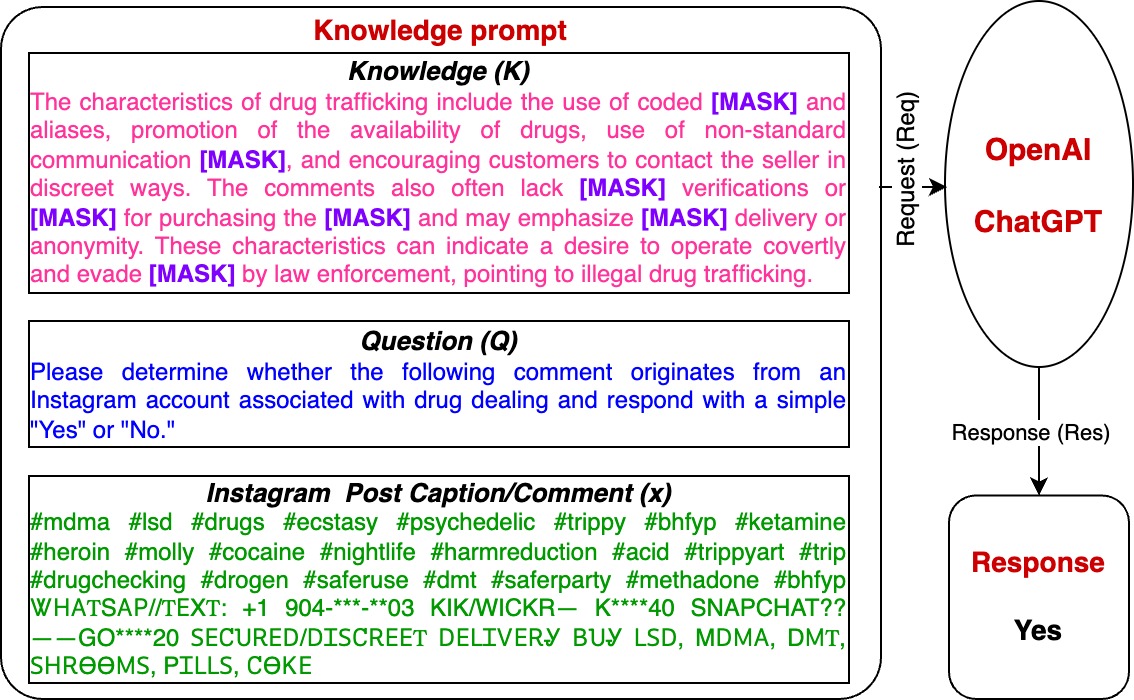 Knowledge prompt
Knowledge (K)
The characteristics of drug trafficking include the use of coded [MASK] and
aliases, promotion of the availability of drugs, use of non-standard
communication [MASK], and encouraging customers to contact the seller in
discreet ways. The comments also often lack [MASK] verifications or
[MASK] for purchasing the [MASK] and may emphasize [MASK] delivery or
anonymity. These characteristics can indicate a desire to operate covertly
and evade [MASK] by law enforcement, pointing to illegal drug trafficking.
Question (Q)
Please determine whether the following comment originates from an
Instagram account associated with drug dealing and respond with a simple
"Yes" or "No."
Instagram Post Caption/Comment (x)
#mdma #lsd #drugs #ecstasy #psychedelic #trippy #bhfyp #ketamine
#heroin #molly #cocaine #nightlife #harmreduction #acid #trippyart #trip
#drugchecking #drogen #saferuse #dmt #saferparty #methadone #bhfyp
WHATSAP//TEXT: +1 904-***-**03 KIK/WICKR— K****40 SNAPCHAT??
——GO****20 SECURED/DISCREET DELIVERY BUY LSD, MDMA, DMT,
SHRѲѲMS, PILLS, CѲKE
Request (Req)
OpenAI
ChatGPT
Response (Res)
Response
Yes